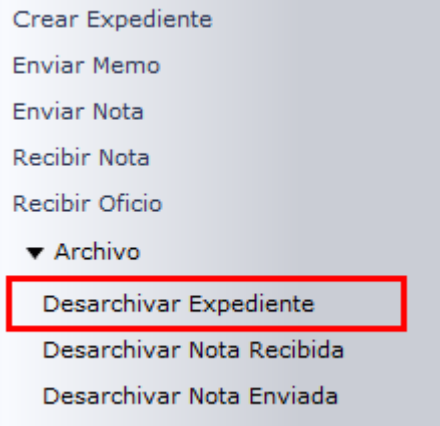 Crear Expediente
Enviar Memo
Enviar Nota
Recibir Nota
Recibir Oficio
▼ Archivo
Desarchivar Expediente
Desarchivar Nota Recibida
Desarchivar Nota Enviada